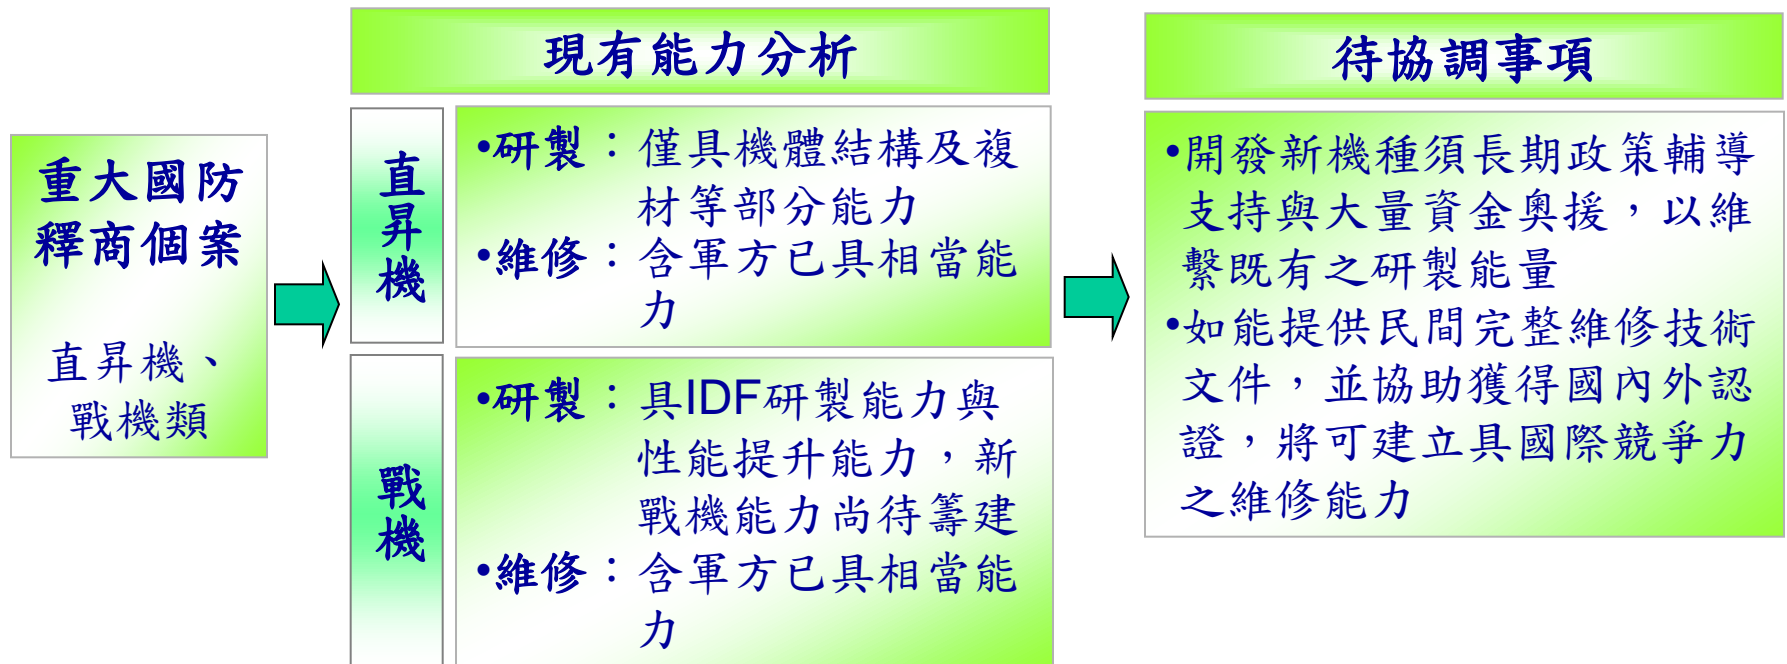 重大國防
釋商個案
直昇機、
戰機類
現有能力分析
直昇機
•研製：僅具機體結構及複
材等部分能力
•維修：含軍方已具相當能
力
戰機
•研製：具IDF研製能力與
性能提升能力，新
戰機能力尚待籌建
•維修：含軍方已具相當能
力
待協調事項
•開發新機種須長期政策輔導
支持與大量資金奧援，以維
繫既有之研製能量
•如能提供民間完整維修技術
文件，並協助獲得國內外認
證，將可建立具國際競爭力
之維修能力